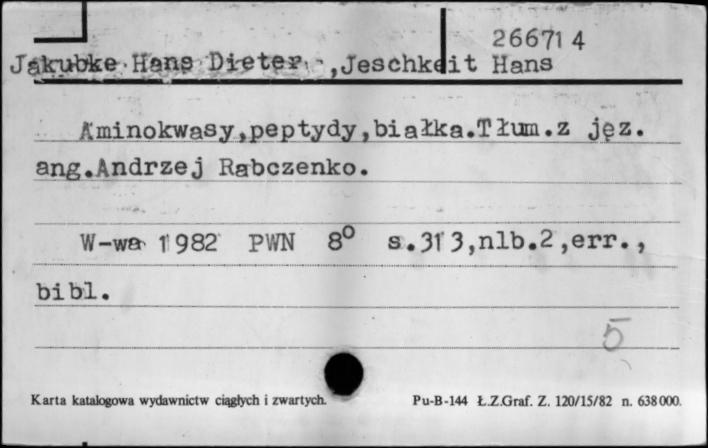 266714
Jakubke Hans Dieter ,Jeschkeit Hans
Aminokwasy,peptydy,białka.Tłum.z jęz.
ang.Andrzej Rabczenko.
W-wa 1982 PWN 8º s.313,nlb.2,err.,
bibl.
5
Karta katalogowa wydawnictw ciągłych i zwartych.
Pu-B-144 Ł.Z.Graf. Z. 120/15/82 n. 638000.